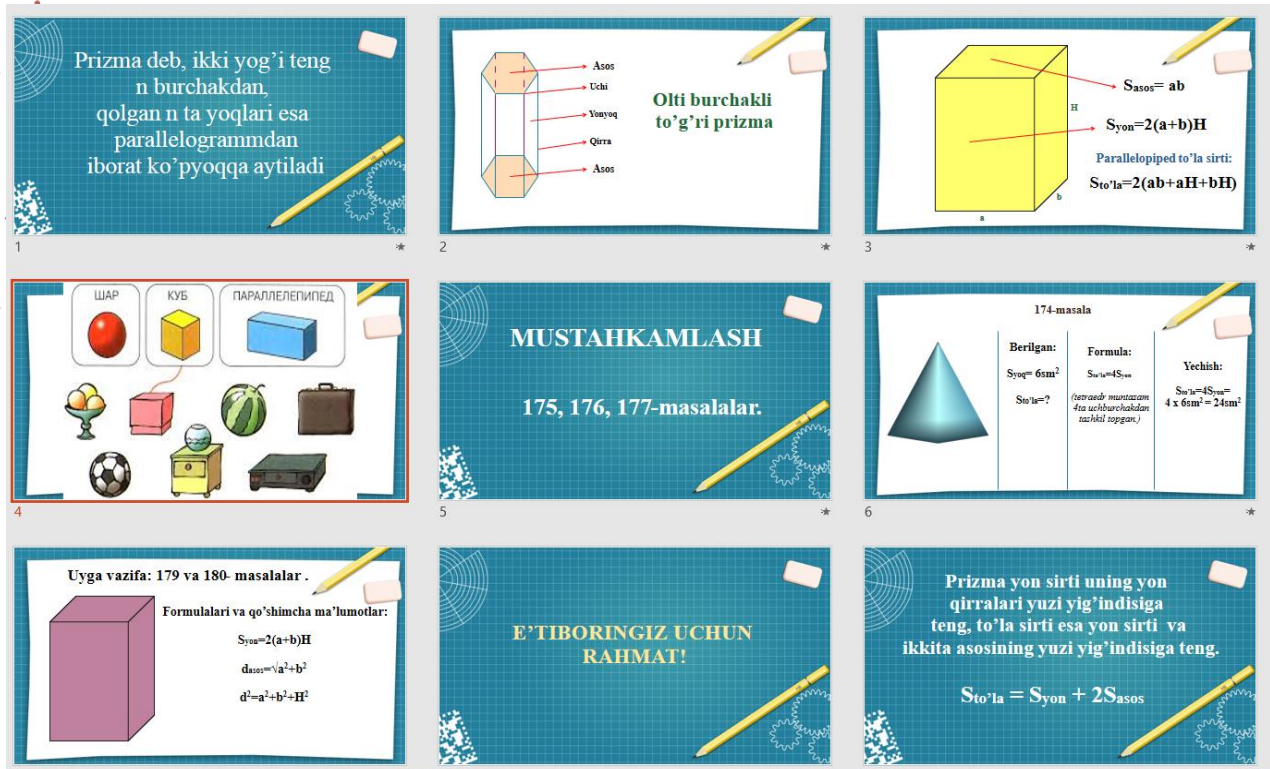 Prizma deb, ikki yog’i teng
n burchakdan,
qolgan n ta yoqlari esa
parallelogrammdan
iborat ko’pyoqqa aytiladi
1
Asos
Uchi
Yonyoq
Qirra
Asos
Olti burchakli
to’g’ri prizma
2
Sasos= ab
H
Syon=2(a+b)H
Parallelopiped to’la sirti:
Sto’la=2(ab+aH+bH)
b
a
3
ШАР
КУБ
ПАРАЛЛЕЛЕПИПЕД
4
MUSTAHKAMLASH
175, 176, 177-masalalar.
5
174-masala
Berilgan:
Syoq= 6sm²
Sto’la=?
Formula:
Sto’la=4Syon
(tetraedr muntazam
4ta uchburchakdan
tashkil topgan.)
Yechish:
Sto’la=4Syon=
4 x 6sm² = 24sm²
6
Uyga vazifa: 179 va 180- masalalar .
Formulalari va qo’shimcha ma’lumotlar:
Syon=2(a+b)H
dasos=√a²+b²
d²=a²+b²+H²
E’TIBORINGIZ UCHUN
RAHMAT!
Prizma yon sirti uning yon
qirralari yuzi yig’indisiga
teng, to’la sirti esa yon sirti va
ikkita asosining yuzi yig’indisiga teng.
Sto’la = Syon + 2Sasos